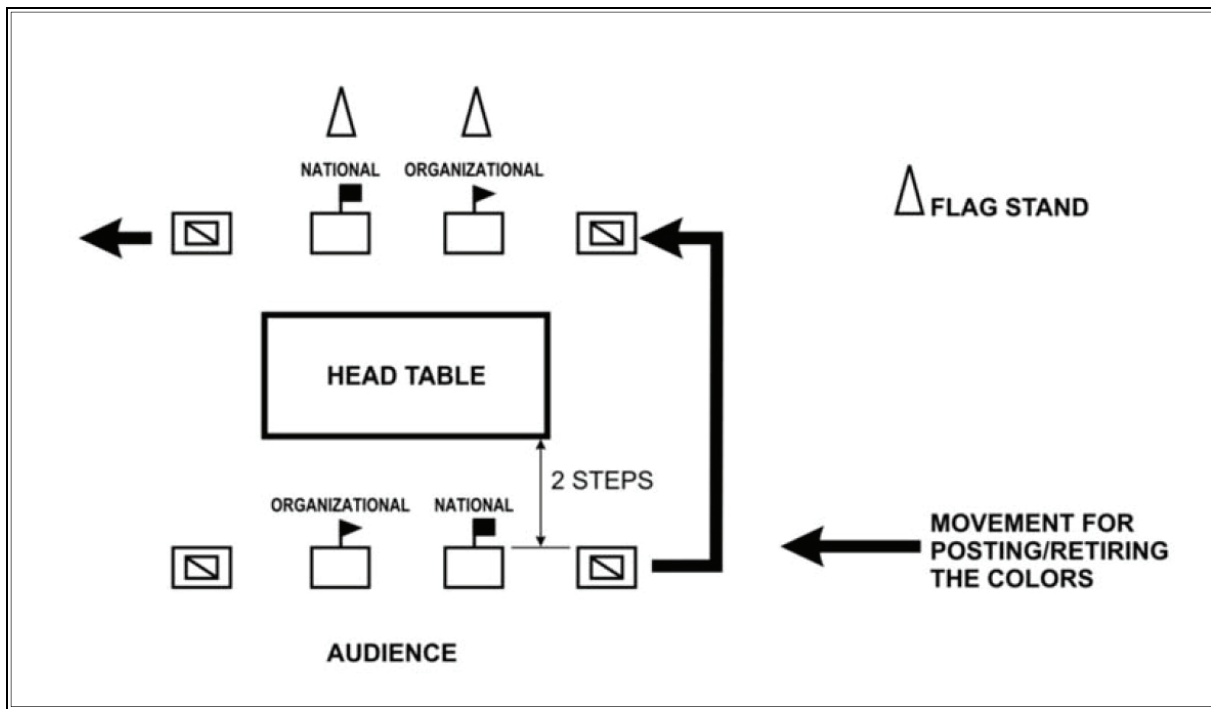 NATIONAL ORGANIZATIONAL
FLAG STAND
HEAD TABLE
2 STEPS
ORGANIZATIONAL NATIONAL
MOVEMENT FOR
POSTING/RETIRING
THE COLORS
AUDIENCE